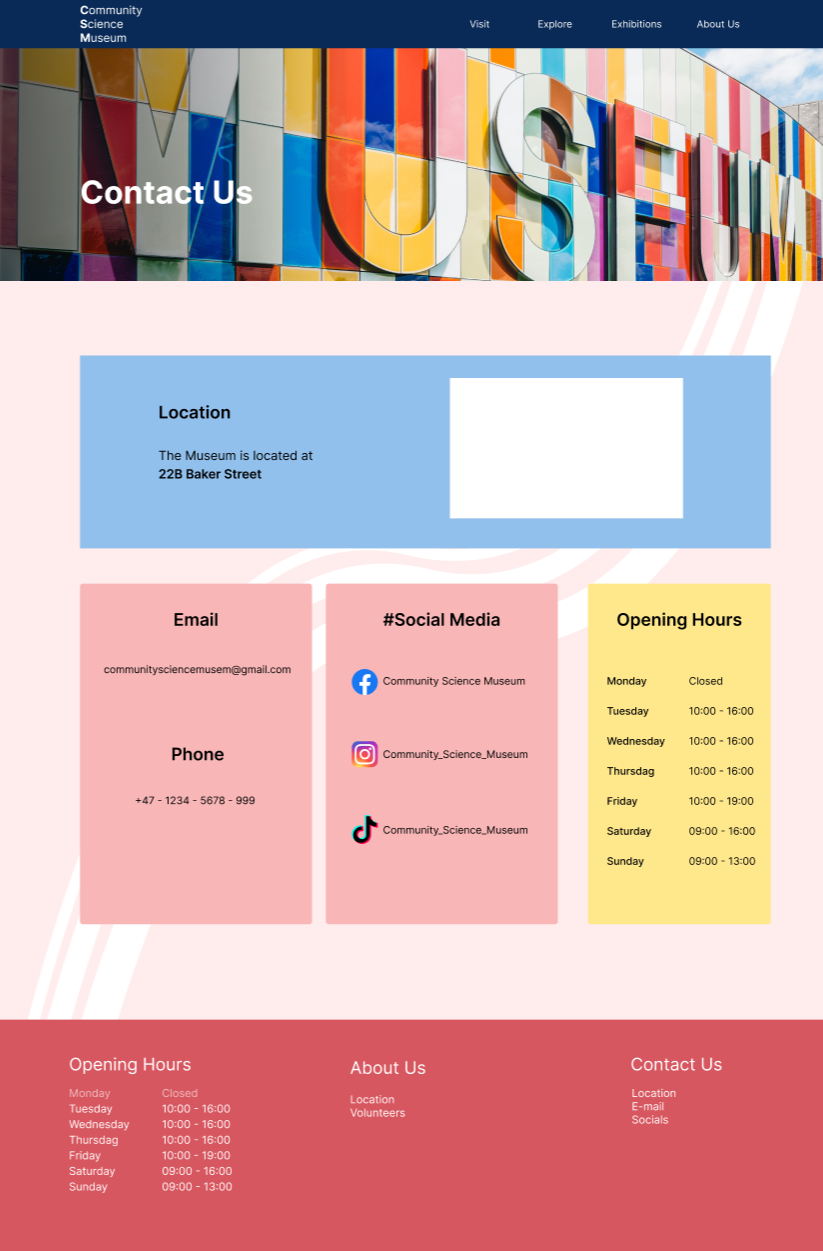 Community
Science
Museum
Visit Explore Exhibitions About Us
MUSEUM
Contact Us
Location
The Museum is located at
22B Baker Street
Email
communitysciencemusem@gmail.com
Phone
+47 - 1234 - 5678 - 999
#Social Media
Community Science Museum
Community_Science_Museum
Community_Science_Museum
Opening Hours
Monday Closed
Tuesday 10:00 - 16:00
Wednesday 10:00 - 16:00
Thursdag 10:00 - 16:00
Friday 10:00 - 19:00
Saturday 09:00 - 16:00
Sunday 09:00 - 13:00
Opening Hours
Monday Closed
Tuesday 10:00 - 16:00
Wednesday 10:00 - 16:00
Thursdag 10:00 - 16:00
Friday 10:00 - 19:00
Saturday 09:00 - 16:00
Sunday 09:00 - 13:00
About Us
Location
Volunteers
Contact Us
Location
E-mail
Socials